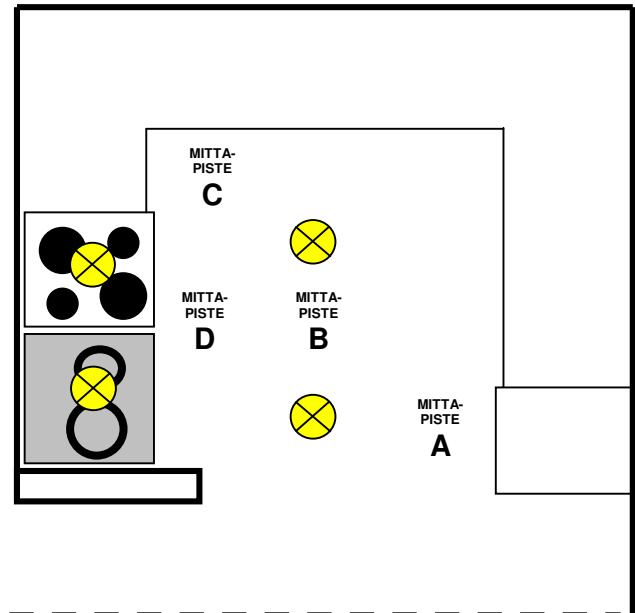 MITTA-
PISTE
C
MITTA-
PISTE
D
MITTA-
PISTE
B
MITTA-
PISTE
A